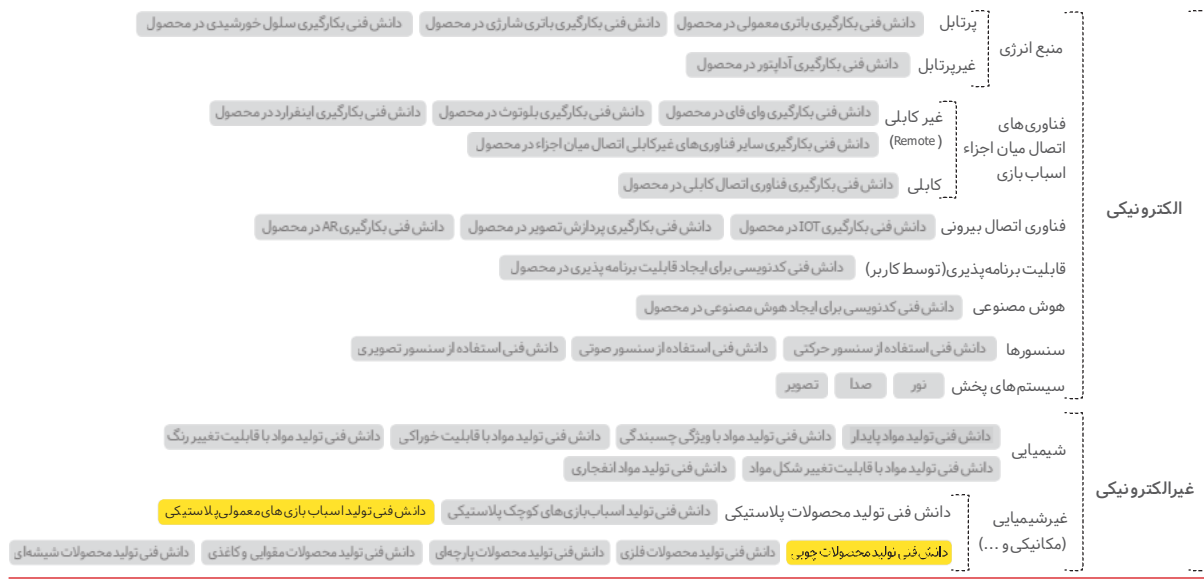 پرتابل دانش فنی بکارگیری باتری معمولی در محصول دانش فنی بکارگیری باتری شارژی در محصول دانش فنی بکارگیری سلول خورشیدی در محصول
منبع انرژی
غیرپرتابل دانش فنی بکارگیری آداپتور در محصول
غیر کابلی دانش فنی بکارگیری وای فای در محصول دانش فنی بکارگیری بلوتوث در محصول دانش فنی بکارگیری اینفرارد در محصول
(Remote) دانش فنی بکارگیری سایر فناوری‌های غیرکابلی اتصال میان اجزاء در محصول
فناوری‌های
اتصال میان اجزاء
اسباب بازی
کابلی دانش فنی بکارگیری فناوری اتصال کابلی در محصول
الکترونیکی
فناوری اتصال بیرونی دانش فنی بکارگیری IOT در محصول دانش فنی بکارگیری پردازش تصویر در محصول دانش فنی بکارگیری AR در محصول
قابلیت برنامه‌پذیری(توسط کاربر) دانش فنی کدنویسی برای ایجاد قابلیت برنامه پذیری در محصول
هوش مصنوعی دانش فنی کدنویسی برای ایجاد هوش مصنوعی در محصول
سنسورها دانش فنی استفاده از سنسور حرکتی دانش فنی استفاده از سنسور صوتی دانش فنی استفاده از سنسور تصویری
سیستم‌های پخش نور صدا تصویر
شیمیایی دانش فنی تولید مواد پایدار دانش فنی تولید مواد با ویژگی چسبندگی دانش فنی تولید مواد با قابلیت خوراکی دانش فنی تولید مواد با قابلیت تغییر رنگ
دانش فنی تولید مواد با قابلیت تغییر شکل مواد دانش فنی تولید مواد انفجاری
غیرالکترونیکی
غیرشیمیایی
(مکانیکی و ...)
دانش فنی تولید محصولات پلاستیکی دانش فنی تولید اسباب‌بازی‌های کوچک پلاستیکی دانش فنی تولید اسباب بازی های معمولی پلاستیکی
دانش فنی تولید محصولات چوبی دانش فنی تولید محصولات فلزی دانش فنی تولید محصولات پارچه‌ای دانش فنی تولید محصولات مقوایی و کاغذی دانش فنی تولید محصولات شیشه‌ای